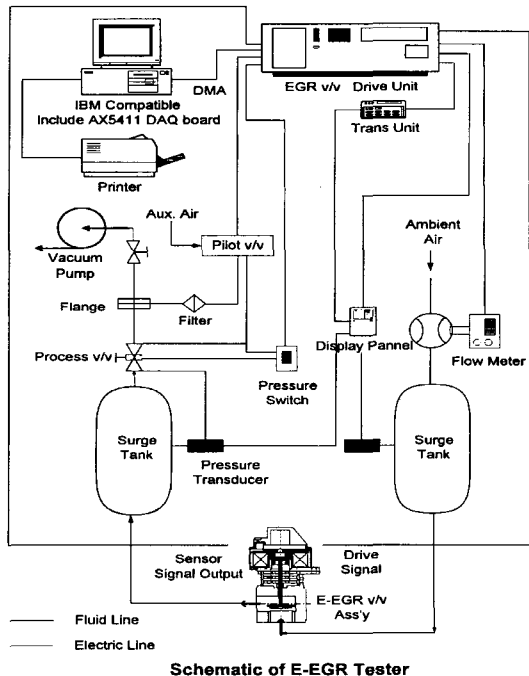 DMA
IBM Compatible
Include AX5411 DAQ board
EGR v/v Drive Unit
Trans Unit
Printer
Aux. Air
Ambient
Air
Pilot v/v
Vacuum
Pump
Flange
Filter
Display Pannel
Flow Meter
Process v/v
Pressure
Switch
Surge
Tank
Surge
Tank
Pressure
Transducer
Sensor
Signal Output
Drive
Signal
E-EGR v/v
Ass'y
Fluid Line
Electric Line
Schematic of E-EGR Tester